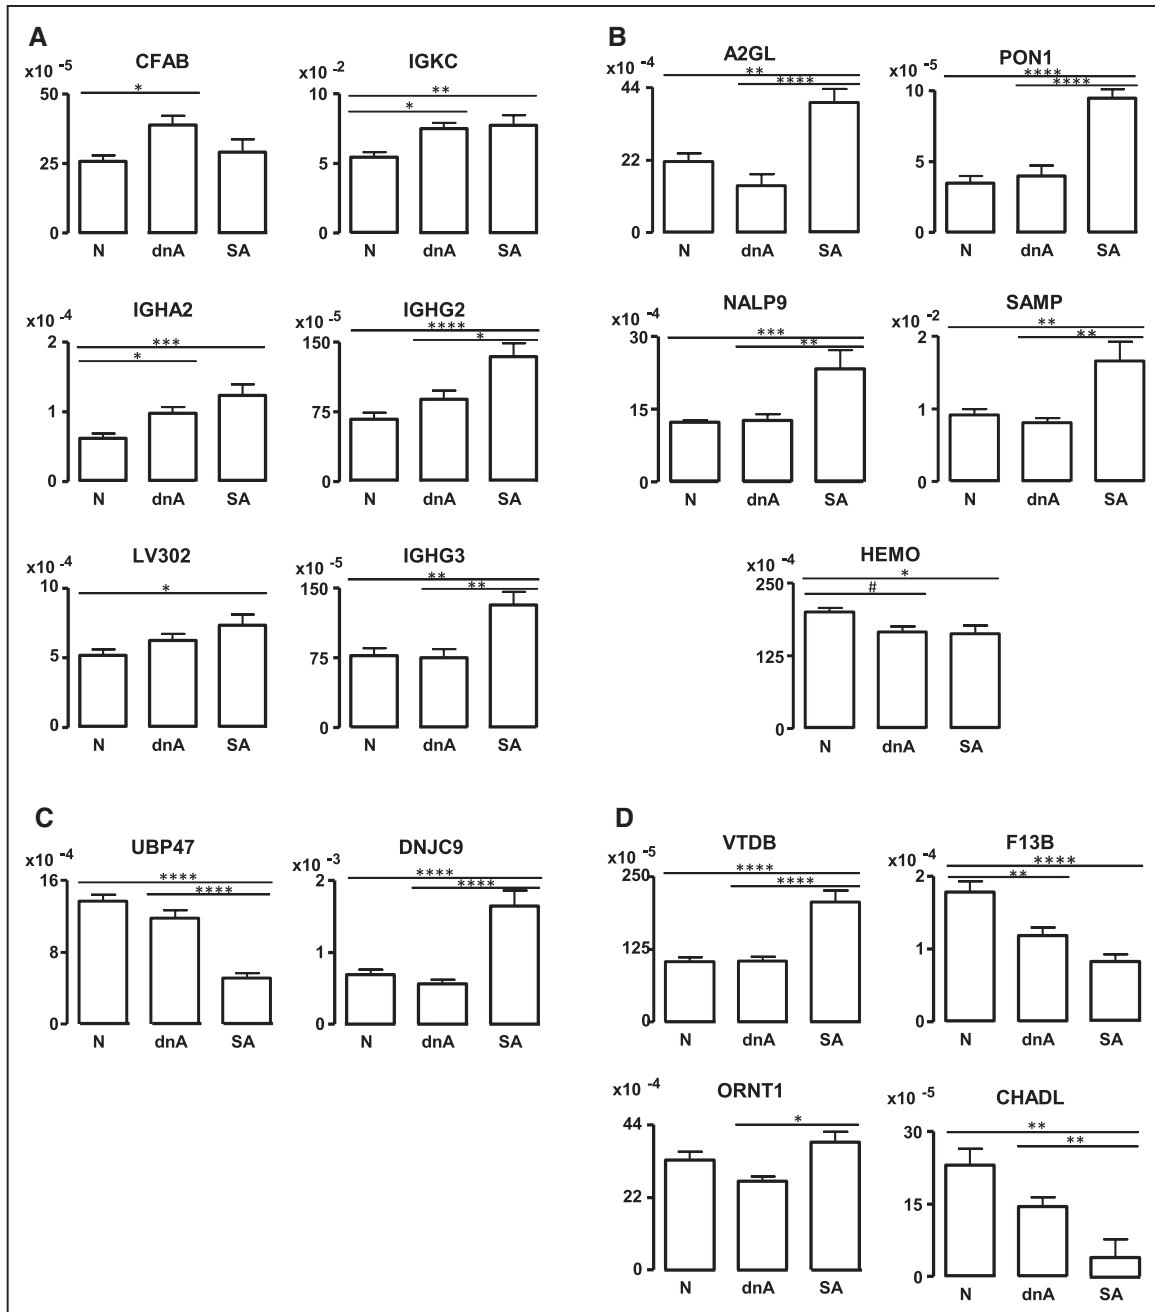 A
CFAB
x10 -5
*
50
25
0
N dnA SA
IGKC
x10 -2
**
*
10
5
0
N dnA SA
IGHA2
x10 -4
***
*
2
1
0
N dnA SA
IGHG2
x10 -5
****
*
150
75
0
N dnA SA
LV302
x10 -4
*
10
5
0
N dnA SA
IGHG3
x10 -5
**
**
150
75
0
N dnA SA
B
A2GL
x10 -4
**
****
44
22
0
N dnA SA
PON1
x10 -5
****
****
10
5
0
N dnA SA
NALP9
x10 -4
***
**
30
15
0
N dnA SA
SAMP
x10 -2
**
**
2
1
0
N dnA SA
HEMO
x10 -4
*
#
250
125
0
N dnA SA
C
UBP47
x10 -4
****
****
16
8
0
N dnA SA
DNJC9
x10 -3
****
****
2
1
0
N dnA SA
D
VTDB
x10 -5
****
****
250
125
0
N dnA SA
F13B
x10 -4
****
**
2
1
0
N dnA SA
ORNT1
x10 -4
*
44
22
0
N dnA SA
CHADL
x10 -5
**
**
30
15
0
N dnA SA